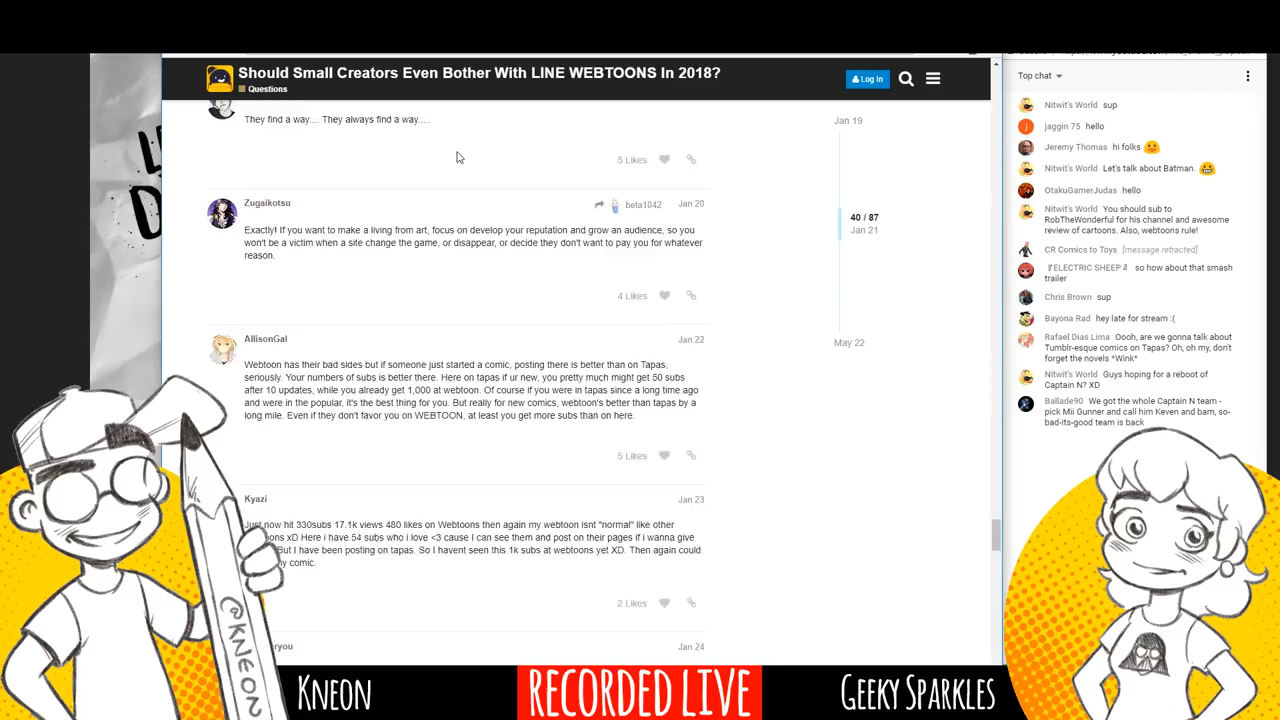 Should Small Creators Even Bother With LINE WEBTOONS In 2018?
Questions
Log In
They find a way.... They always find a way.....
5 Likes
Zugaikotsu
beta1042
Jan 20
Exactly! If you want to make a living from art, focus on develop your reputation and grow an audience, so you
won't be a victim when a site change the game, or disappear, or decide they don't want to pay you for whatever
reason.
4 Likes
AllisonGal
Jan 22
Webtoon has their bad sides but if someone just started a comic, posting there is better than on Tapas,
seriously. Your numbers of subs is better there. Here on tapas if ur new, you pretty much might get 50 subs
after 10 updates, while you already get 1,000 at webtoon. Of course if you were in tapas since a long time ago
and were in the popular, it's the best thing for you. But really for new comics, webtoon's better than tapas by a
long mile. Even if they don't favor you on WEBTOON, at least you get more subs than on here.
5 Likes
Kyazi
Jan 23
Just now hit 330subs 17.1k views 480 likes on Webtoons then again my webtoon isnt "normal" like other
ons xD Here i have 54 subs who i love <3 cause I can see them and post on their pages if i wanna give
But I have been posting on tapas. So I havent seen this 1k subs at webtoons yet XD. Then again could
my comic.
2 Likes
ryou
Jan 24
Jan 19
40 / 87
Jan 21
May 22
Top chat
Nitwit's World sup
jaggin 75 hello
Jeremy Thomas hi folks
Nitwit's World Let's talk about Batman.
OtakuGamerJudas hello
Nitwit's World You should sub to
RobTheWonderful for his channel and awesome
review of cartoons. Also, webtoons rule!
CR Comics to Toys [message retracted]
『ELECTRIC SHEEP』 so how about that smash
trailer
Chris Brown sup
Bayona Rad hey late for stream :(
Rafael Dias Lima Oooh, are we gonna talk about
Tumblr-esque comics on Tapas? Oh, oh my, don't
forget the novels *Wink*
Nitwit's World Guys hoping for a reboot of
Captain N? XD
Ballade90 We got the whole Captain N team -
pick Mii Gunner and call him Keven and bam, so-
bad-its-good team is back
@KNEON
KNEON
RECORDED LIVE
GEEKY SPARKLES